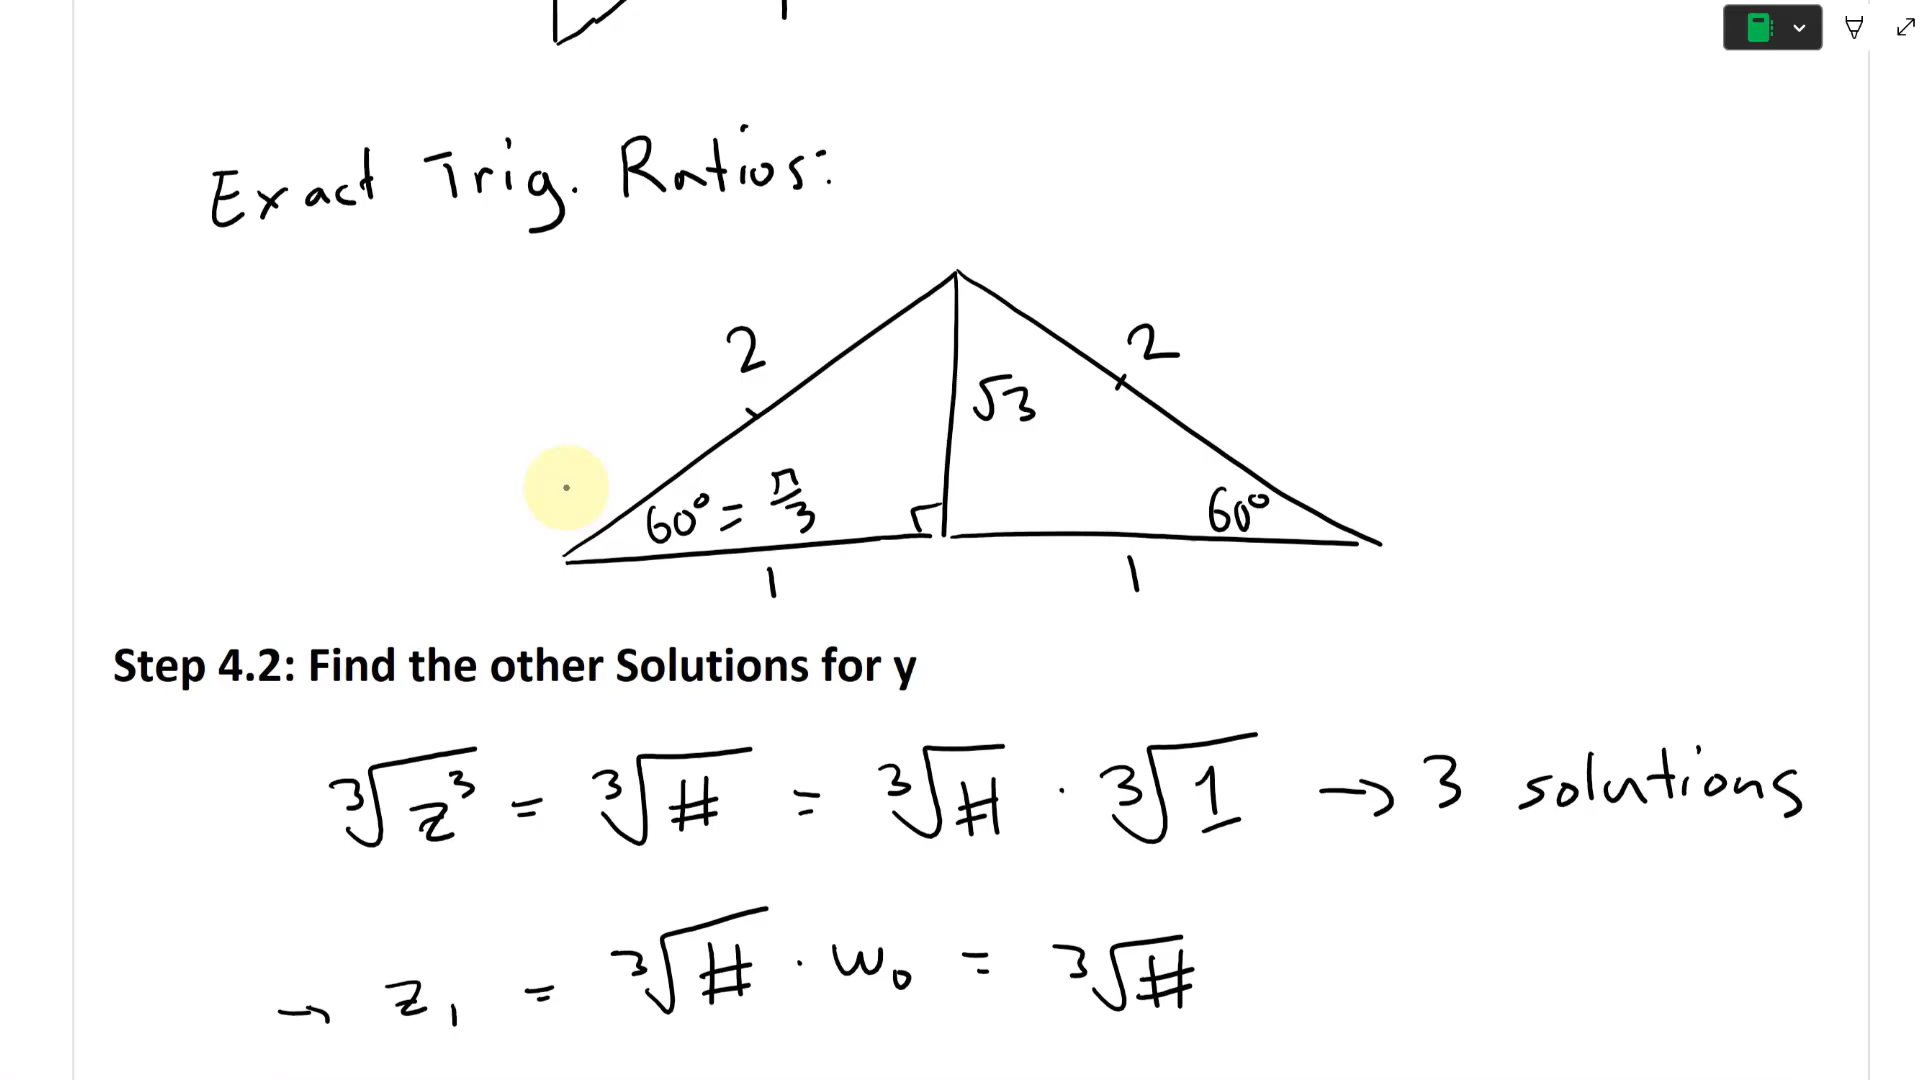 Exact Trig. Ratios:
2
2
√3
60° = π/3
60°
1
1
Step 4.2: Find the other Solutions for y
∛z³ = ∛# = ∛# · ∛1 → 3 solutions
→ z₁ = ∛# · w₀ = ∛#